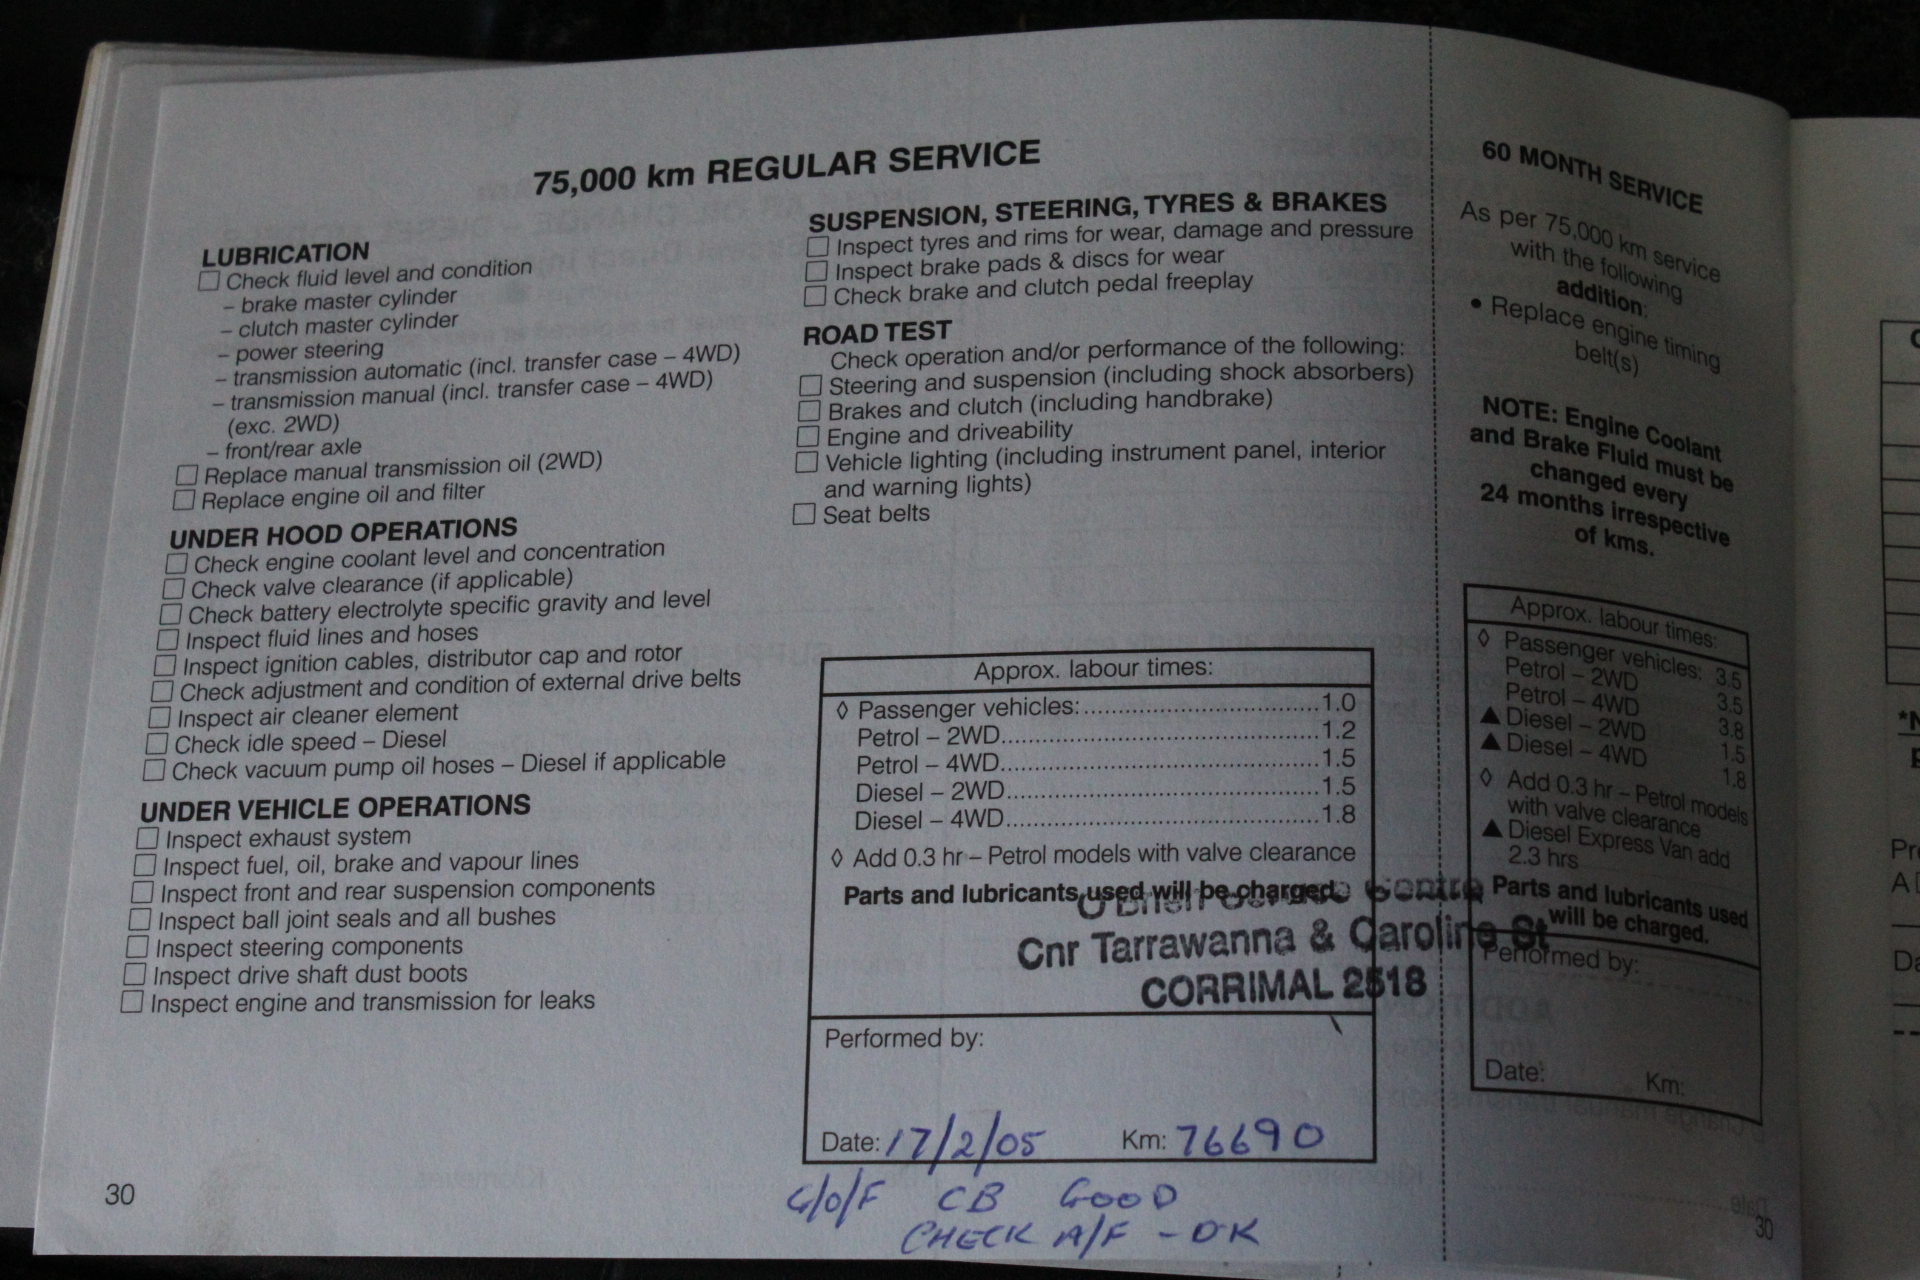 75,000 km REGULAR SERVICE
LUBRICATION
Check fluid level and condition
– brake master cylinder
– clutch master cylinder
– power steering
– transmission automatic (incl. transfer case – 4WD)
– transmission manual (incl. transfer case – 4WD)
(exc. 2WD)
– front/rear axle
Replace manual transmission oil (2WD)
Replace engine oil and filter
UNDER HOOD OPERATIONS
Check engine coolant level and concentration
Check valve clearance (if applicable)
Check battery electrolyte specific gravity and level
Inspect fluid lines and hoses
Inspect ignition cables, distributor cap and rotor
Check adjustment and condition of external drive belts
Inspect air cleaner element
Check idle speed – Diesel
Check vacuum pump oil hoses – Diesel if applicable
UNDER VEHICLE OPERATIONS
Inspect exhaust system
Inspect fuel, oil, brake and vapour lines
Inspect front and rear suspension components
Inspect ball joint seals and all bushes
Inspect steering components
Inspect drive shaft dust boots
Inspect engine and transmission for leaks
30
SUSPENSION, STEERING, TYRES & BRAKES
Inspect tyres and rims for wear, damage and pressure
Inspect brake pads & discs for wear
Check brake and clutch pedal freeplay
ROAD TEST
Check operation and/or performance of the following:
Steering and suspension (including shock absorbers)
Brakes and clutch (including handbrake)
Engine and driveability
Vehicle lighting (including instrument panel, interior
and warning lights)
Seat belts
Approx. labour times:
◊ Passenger vehicles:..................................1.0
Petrol – 2WD..............................................1.2
Petrol – 4WD..............................................1.5
Diesel – 2WD.............................................1.5
Diesel – 4WD.............................................1.8
◊ Add 0.3 hr – Petrol models with valve clearance
Parts and lubricants used will be charged.
O'Brien Service Centre
Cnr Tarrawanna & Caroline St
CORRIMAL 2518
Performed by:
Date: 17/2/05 Km: 76690
G/O/F CB GOOD
CHECK A/F - OK
60 MONTH SERVICE
As per 75,000 km service
with the following
addition:
• Replace engine timing
belt(s)
NOTE: Engine Coolant
and Brake Fluid must be
changed every
24 months irrespective
of kms.
Approx. labour times:
◊ Passenger vehicles: 3.5
Petrol – 2WD 3.5
Petrol – 4WD 3.8
▲ Diesel – 2WD 1.5
▲ Diesel – 4WD 1.8
◊ Add 0.3 hr – Petrol models
with valve clearance
▲ Diesel Express Van add
2.3 hrs
Parts and lubricants used
will be charged.
Performed by:
Date: Km:
30